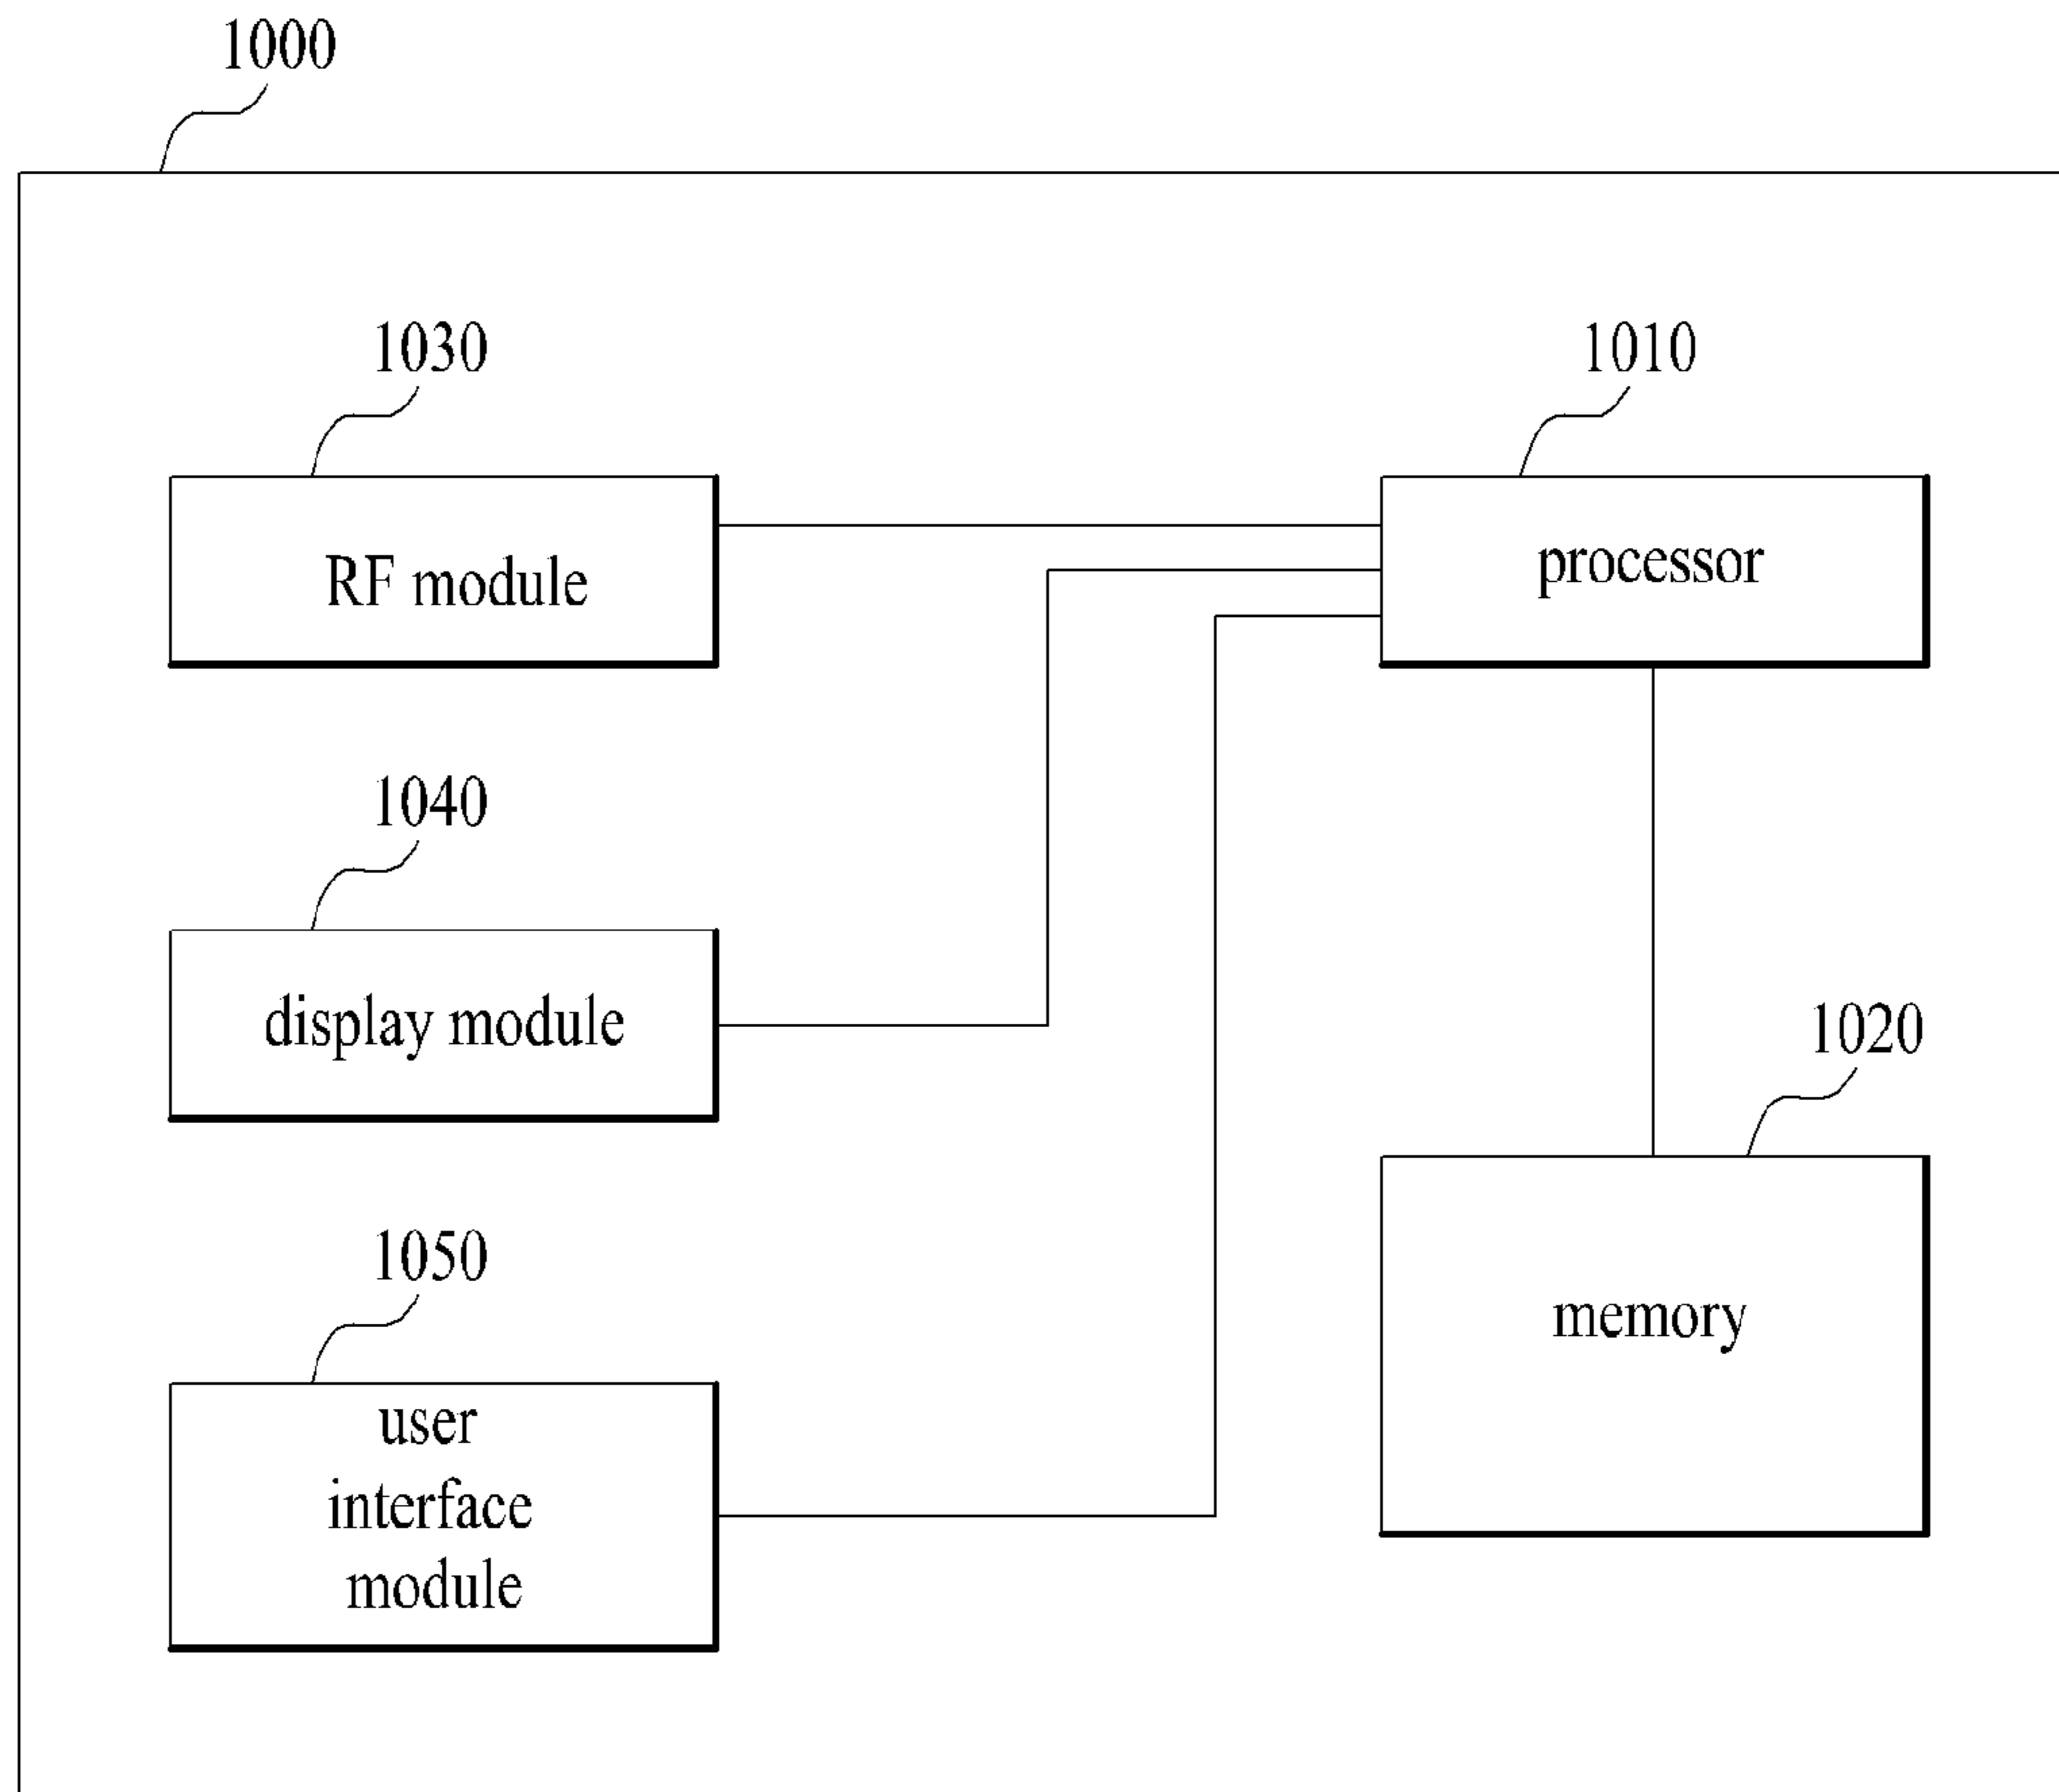 1000
1030
1010
RF module
processor
1040
display module
1020
1050
memory
user
interface
module